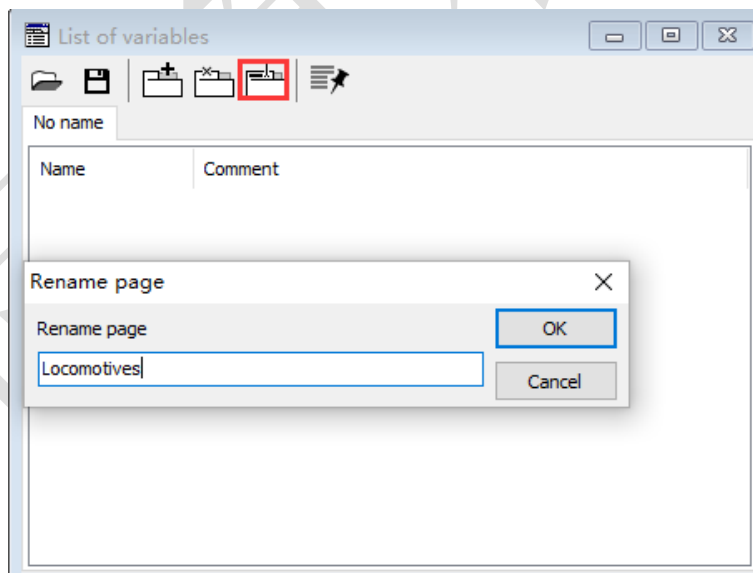 List of variables
No name
Name Comment
Rename page
Rename page
OK
Locomotives
Cancel